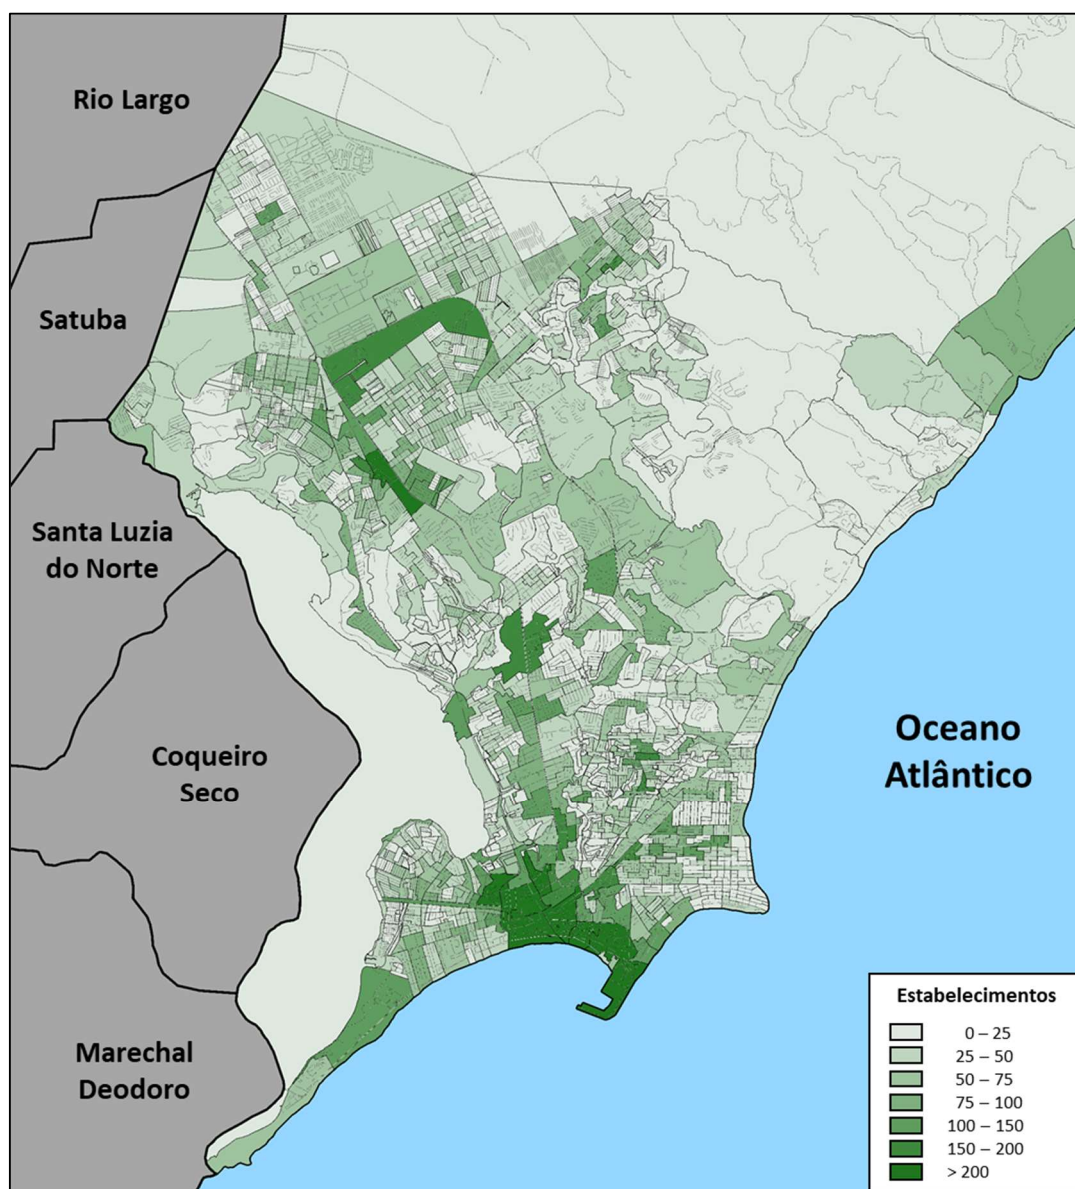 Rio Largo
Satuba
Santa Luzia
do Norte
Coqueiro
Seco
Oceano
Atlântico
Marechal
Deodoro
Estabelecimentos
0 – 25
25 – 50
50 – 75
75 – 100
100 – 150
150 – 200
> 200